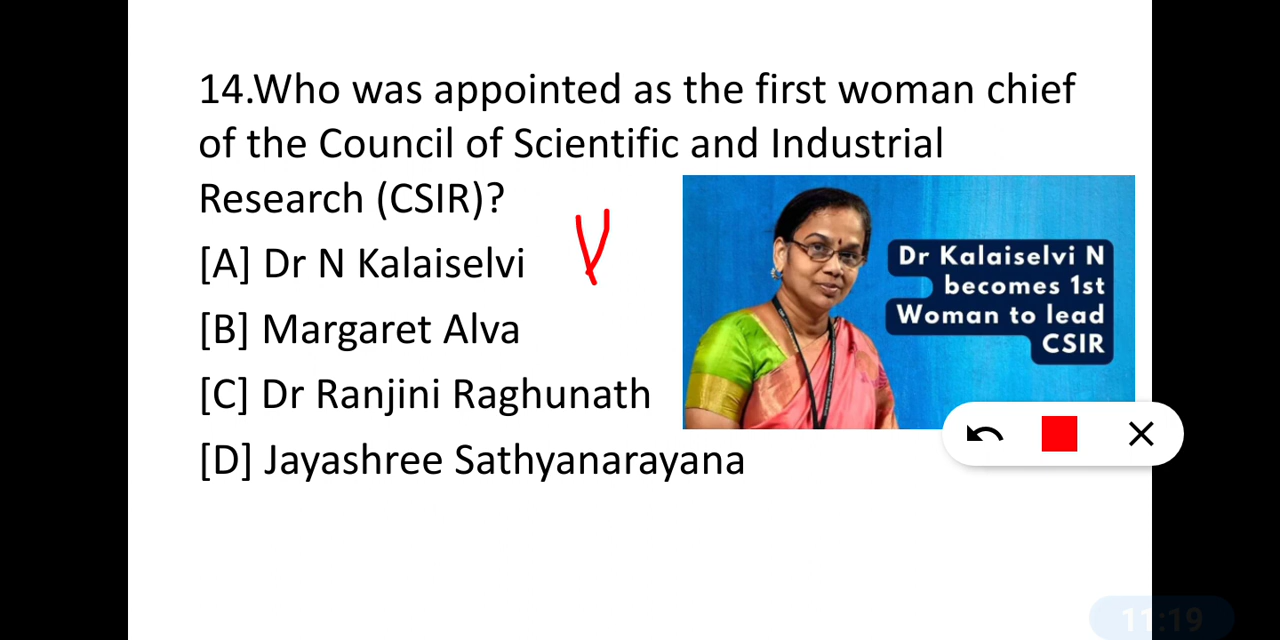 14.Who was appointed as the first woman chief
of the Council of Scientific and Industrial
Research (CSIR)?
[A] Dr N Kalaiselvi
[B] Margaret Alva
[C] Dr Ranjini Raghunath
[D] Jayashree Sathyanarayana
Dr Kalaiselvi N
becomes 1st
Woman to lead
CSIR
11:19